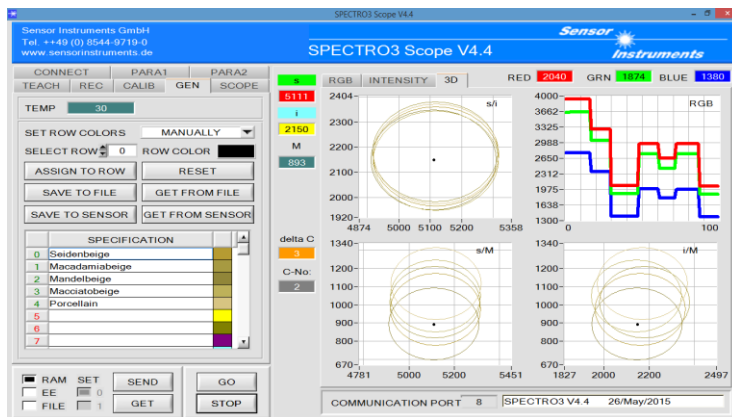 SPECTRO3 Scope V4.4
Sensor Instruments GmbH
Tel. ++49 (0) 8544-9719-0
www.sensorinstruments.de
SPECTRO3 Scope V4.4
Sensor
Instruments
CONNECT PARA1 PARA2
TEACH REC CALIB GEN SCOPE
TEMP 30
SET ROW COLORS MANUALLY
SELECT ROW 0 ROW COLOR
ASSIGN TO ROW RESET
SAVE TO FILE GET FROM FILE
SAVE TO SENSOR GET FROM SENSOR
SPECIFICATION
0 Seidenbeige
1 Macadamiabeige
2 Mandelbeige
3 Macciatobeige
4 Porcellain
5
6
7
RAM SET SEND GO
EE 0
FILE 1 GET STOP
s
5111
i
2150
M
893
delta C
3
C-No:
2
RGB INTENSITY 3D RED 2040 GRN 1874 BLUE 1380
s/i
2404
2300
2200
2100
2000
1920
4874 5000 5100 5200 5358
RGB
4000
3662
3325
2988
2650
2312
1975
1638
1300
0 100
s/M
1340
1200
1100
1000
900
800
670
4781 5000 5200 5451
i/M
1340
1200
1100
1000
900
800
670
1827 2000 2200 2497
COMMUNICATION PORT 8 SPECTRO3 V4.4 26/May/2015